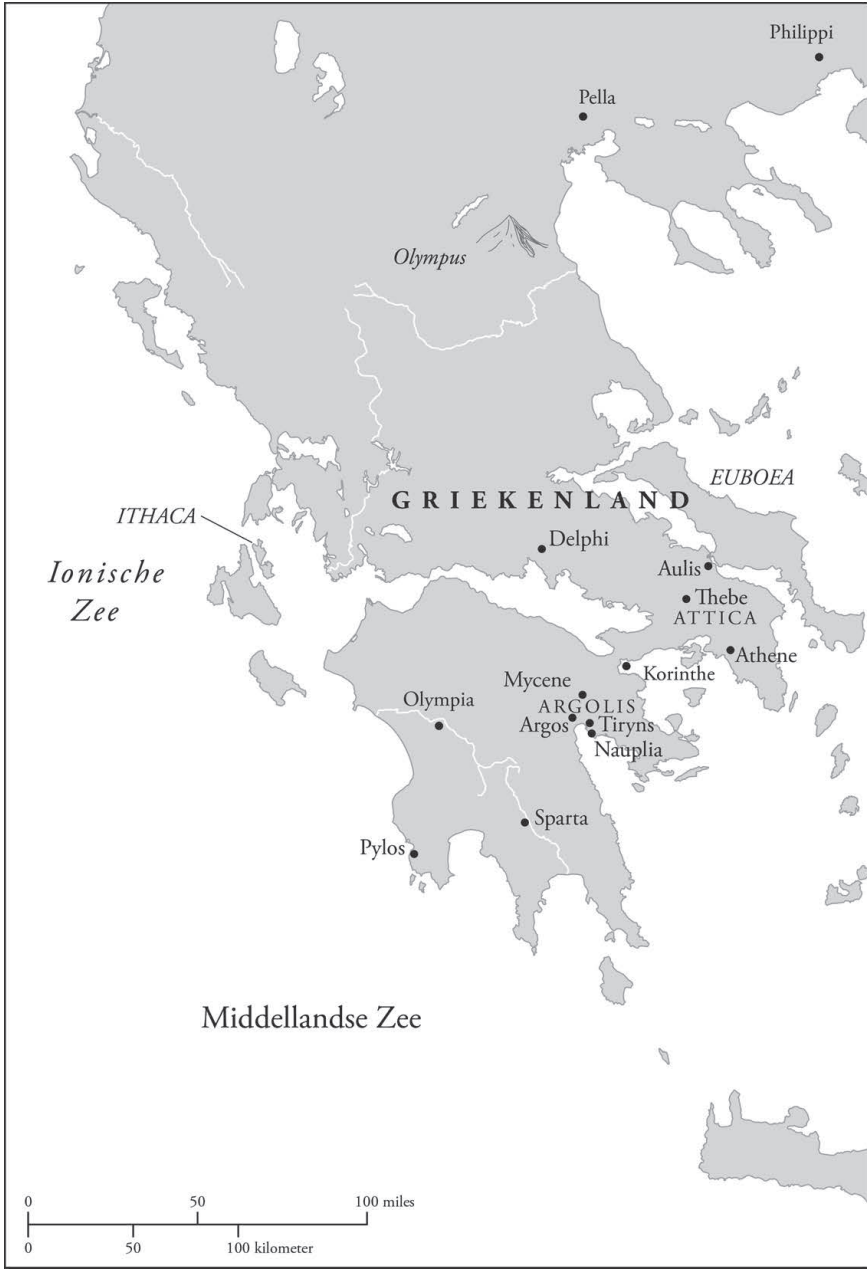 Philippi
Pella
Olympus
EUBOEA
GRIEKENLAND
ITHACA
Delphi
Ionische
Zee
Aulis
Thebe
ATTICA
Athene
Korinthe
Mycene
Olympia
ARGOLIS
Argos
Tiryns
Nauplia
Sparta
Pylos
Middellandse Zee
0 50 100 miles
0 50 100 kilometer